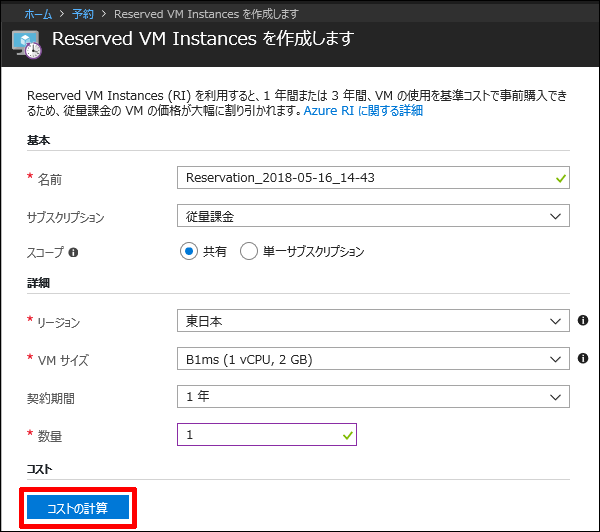 ホーム > 予約 > Reserved VM Instances を作成します
Reserved VM Instances を作成します
Reserved VM Instances (RI) を利用すると、1 年間または 3 年間、VM の使用を基準コストで事前購入でき
るため、従量課金の VM の価格が大幅に割り引かれます。Azure RI に関する詳細
基本
* 名前 Reservation_2018-05-16_14-43
サブスクリプション 従量課金
スコープ 共有 単一サブスクリプション
詳細
* リージョン 東日本
* VM サイズ B1ms (1 vCPU, 2 GB)
契約期間 1 年
* 数量 1
コスト
コストの計算